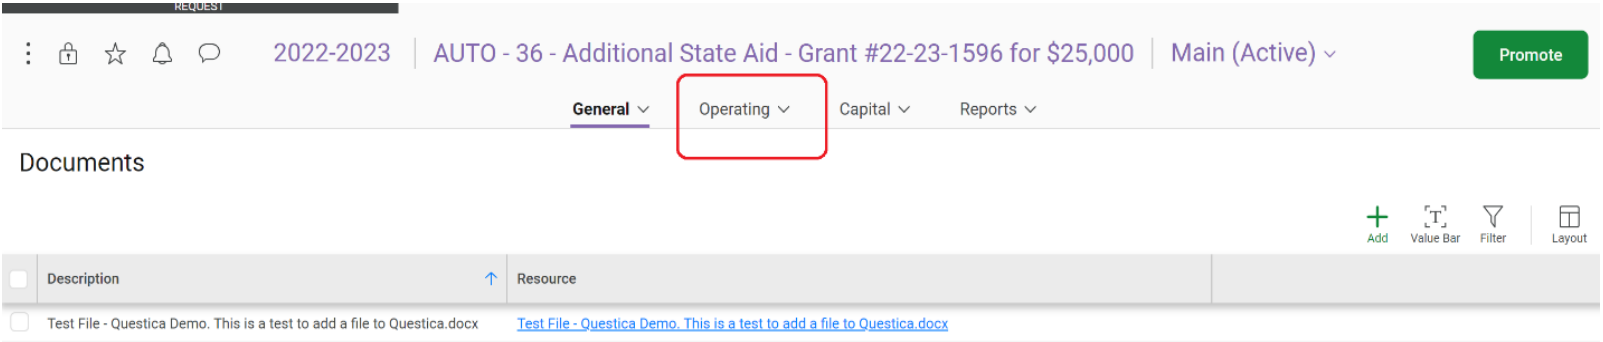 REQUEST
2022-2023 AUTO - 36 - Additional State Aid - Grant #22-23-1596 for $25,000 Main (Active) Promote
General Operating Capital Reports
Documents
Add Value Bar Filter Layout
Description Resource
Test File - Questica Demo. This is a test to add a file to Questica.docx Test File - Questica Demo. This is a test to add a file to Questica.docx